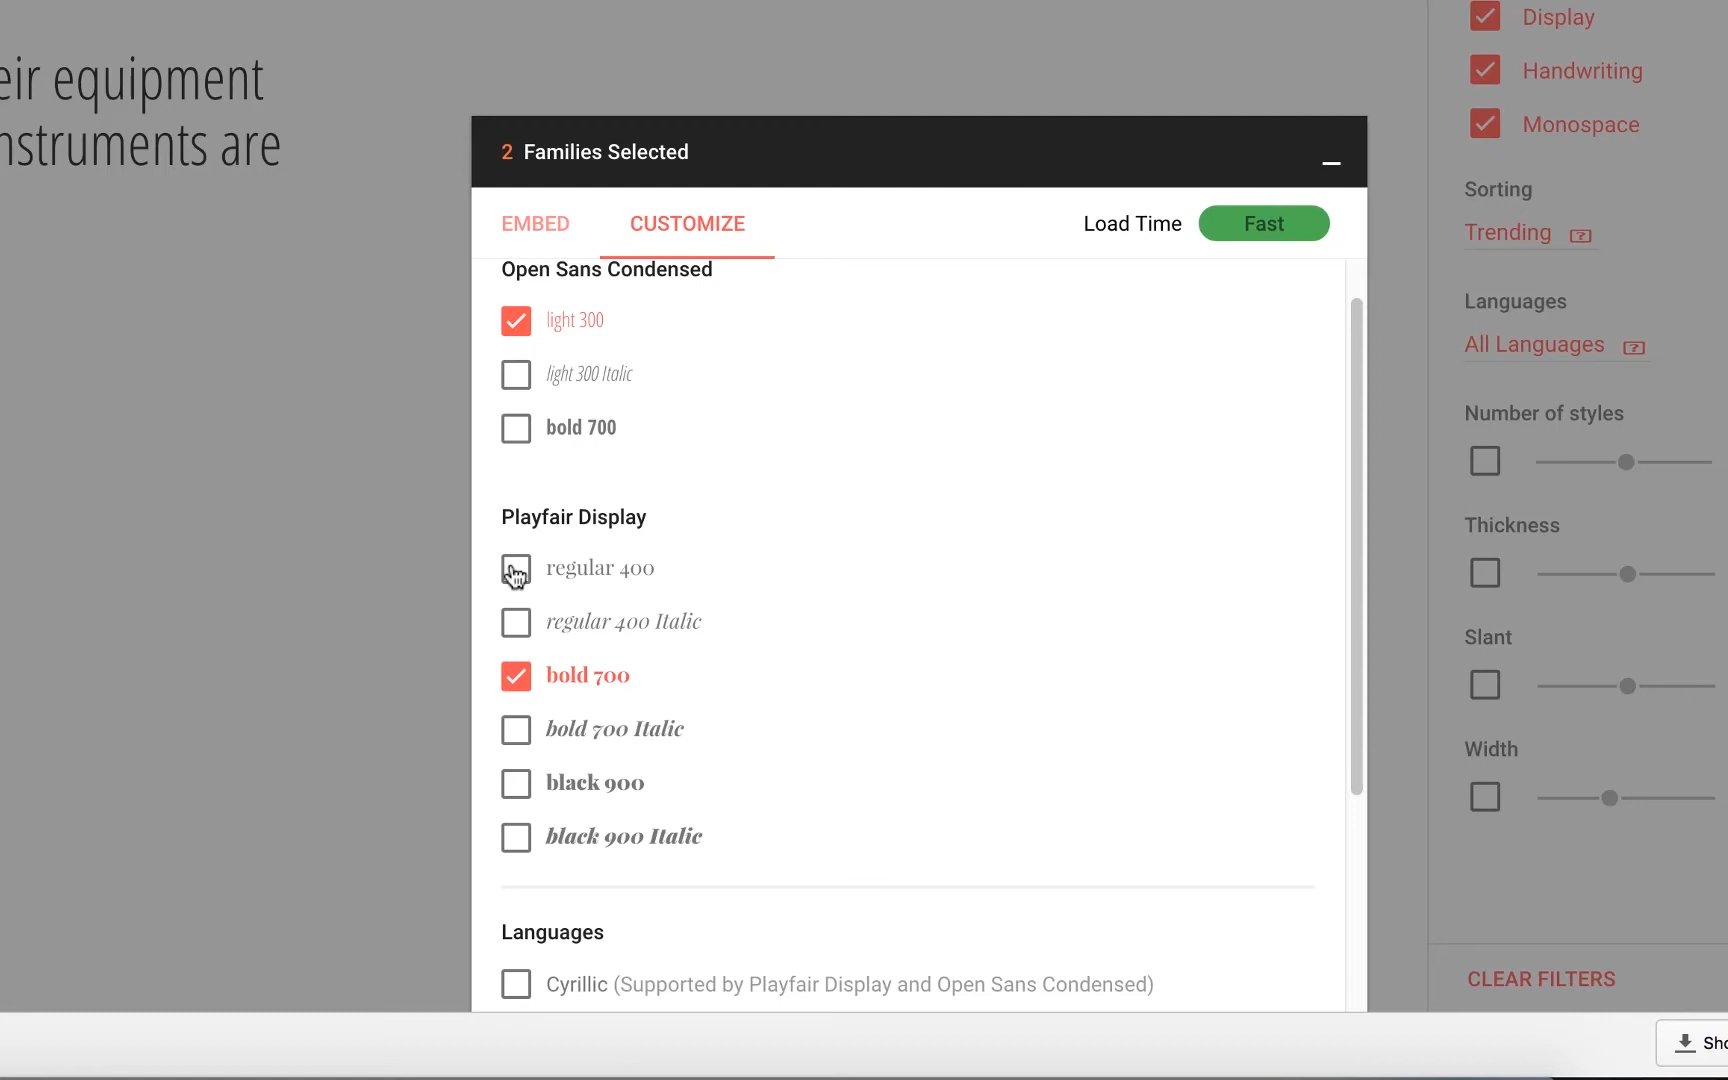 eir equipment
nstruments are
2 Families Selected
EMBED
CUSTOMIZE
Load Time
Fast
Open Sans Condensed
light 300
light 300 Italic
bold 700
Playfair Display
regular 400
regular 400 Italic
bold 700
bold 700 Italic
black 900
black 900 Italic
Languages
Cyrillic (Supported by Playfair Display and Open Sans Condensed)
Display
Handwriting
Monospace
Sorting
Trending
Languages
All Languages
Number of styles
Thickness
Slant
Width
CLEAR FILTERS
Sho